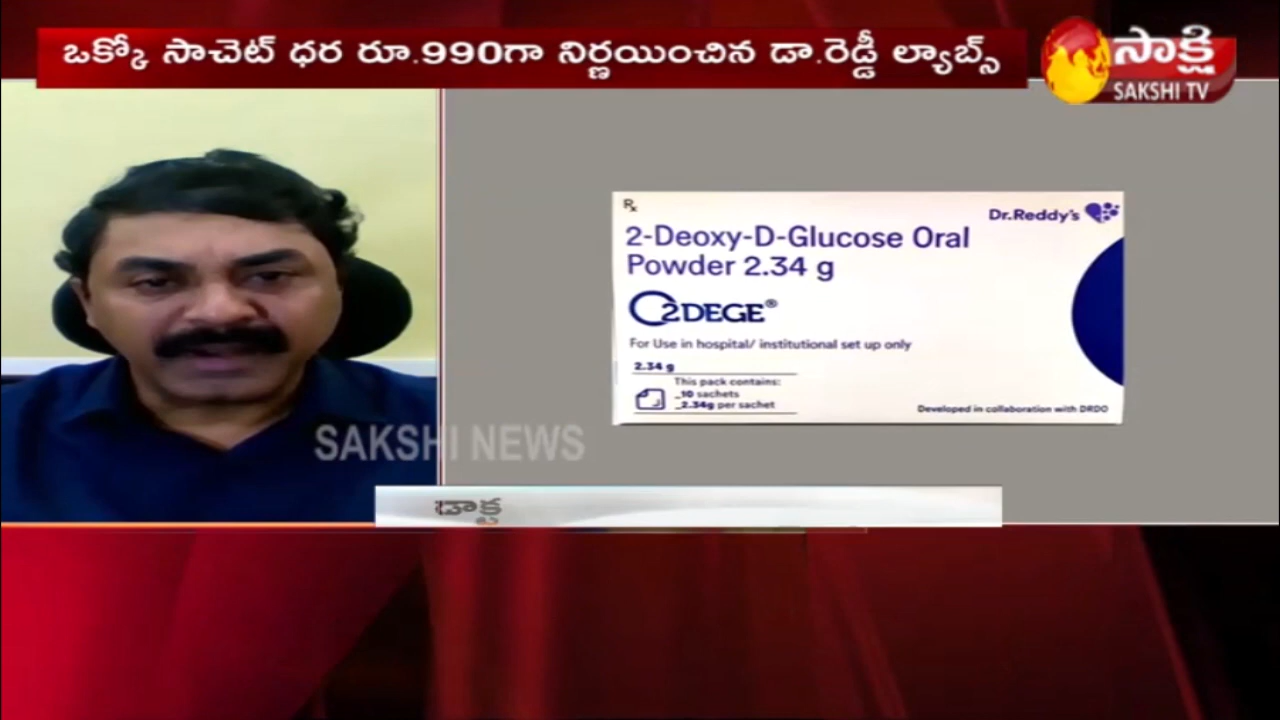 ఒక్కో సాచెట్ ధర రూ.990గా నిర్ణయించిన డా.రెడ్డీ ల్యాబ్స్
సాక్షి
SAKSHI TV
Rx
Dr.Reddy's
2-Deoxy-D-Glucose Oral
Powder 2.34 g
2DEGE®
For Use in hospital/ institutional set up only
2.34 g
This pack contains:
_10 sachets
_2.34g per sachet
Developed in collaboration with DRDO
SAKSHI NEWS